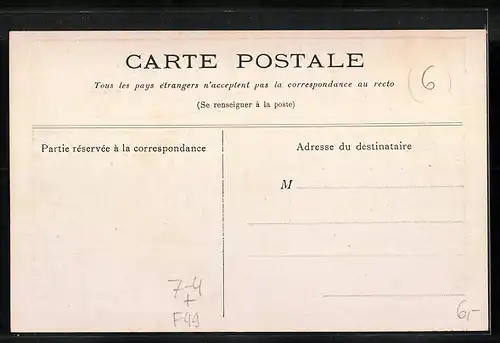 CARTE POSTALE
Tous les pays étrangers n'acceptent pas la correspondance au recto
(6)
(Se renseigner à la poste)
Partie réservée à la correspondance
Adresse du destinataire
M
7-4
+
F49
6,-